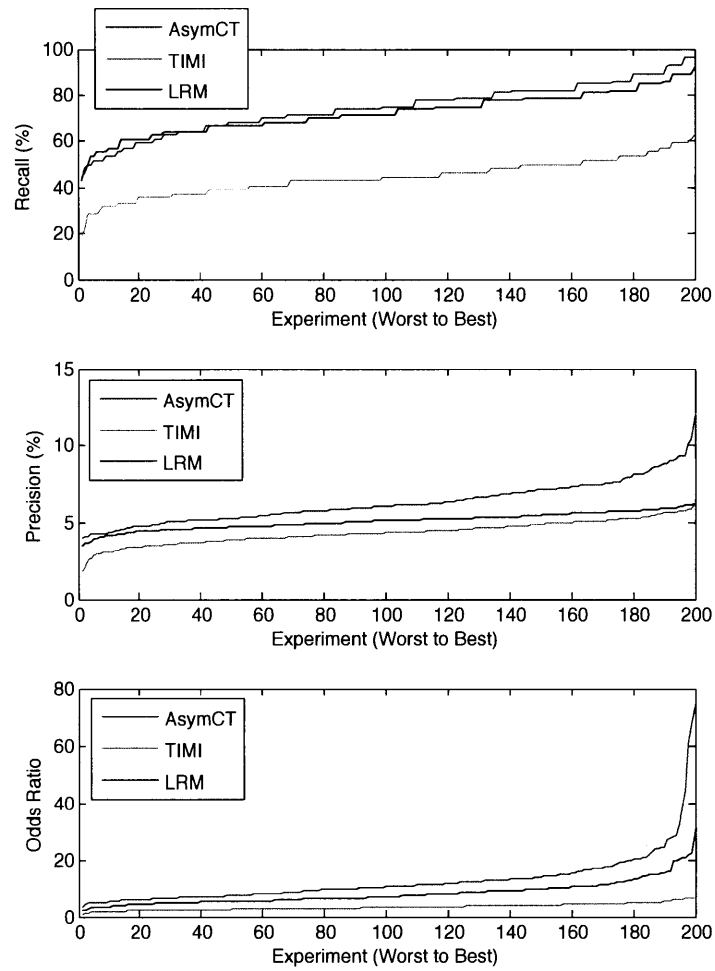 AsymCT
TIMI
LRM
100
80
60
40
20
0
Recall (%)
0 20 40 60 80 100 120 140 160 180 200
Experiment (Worst to Best)
15
10
5
0
Precision (%)
AsymCT
TIMI
LRM
0 20 40 60 80 100 120 140 160 180 200
Experiment (Worst to Best)
80
60
40
20
0
Odds Ratio
AsymCT
TIMI
LRM
0 20 40 60 80 100 120 140 160 180 200
Experiment (Worst to Best)